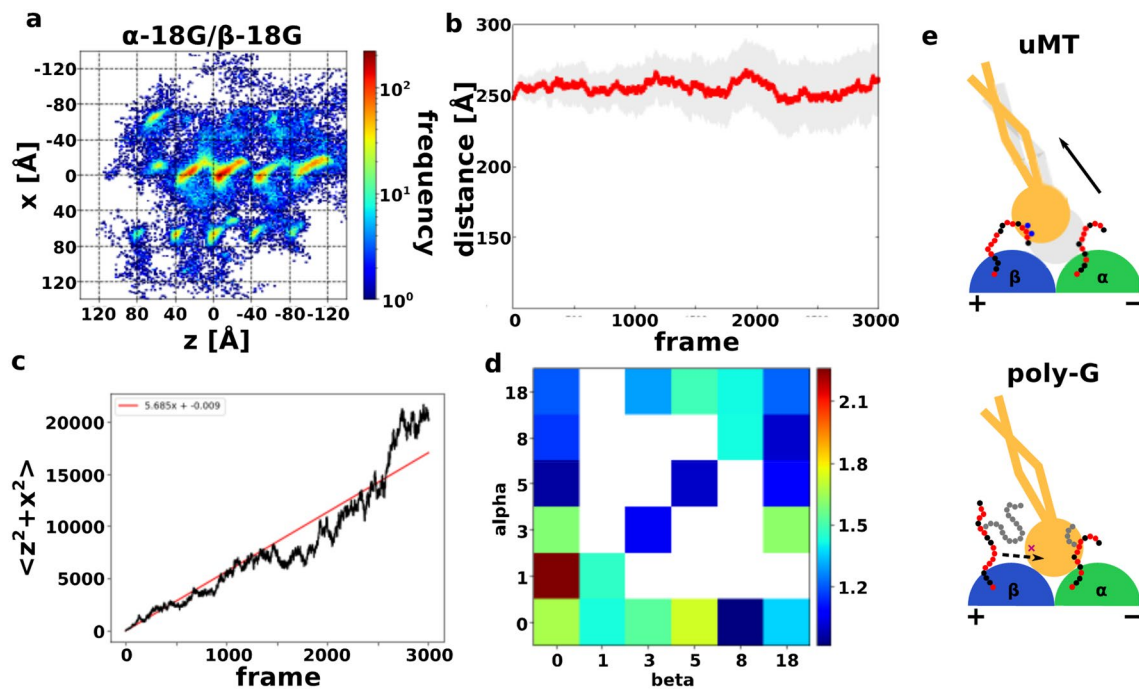 a
α-18G/β-18G
-120
-80
-40
0
40
80
120
x [Å]
120 80 40 0 -40 -80 -120
z [Å]
10²
10¹
10⁰
frequency
b
300
250
200
150
distance [Å]
0 1000 2000 3000
frame
c
5.685x + -0.009
20000
15000
10000
5000
0
<z²+x²>
0 1000 2000 3000
frame
d
18
8
5
3
1
0
alpha
0 1 3 5 8 18
beta
2.1
1.8
1.5
1.2
e
uMT
β α
+ −
poly-G
x
β α
+ −